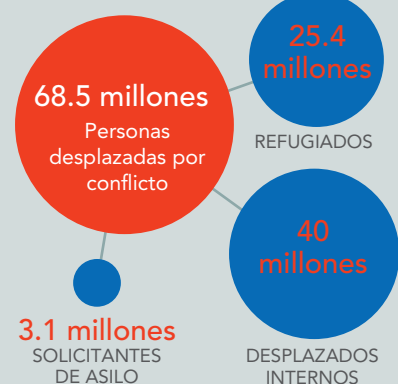 68.5 millones
Personas
desplazadas por
conflicto
25.4
millones
REFUGIADOS
40
millones
DESPLAZADOS
INTERNOS
3.1 millones
SOLICITANTES
DE ASILO